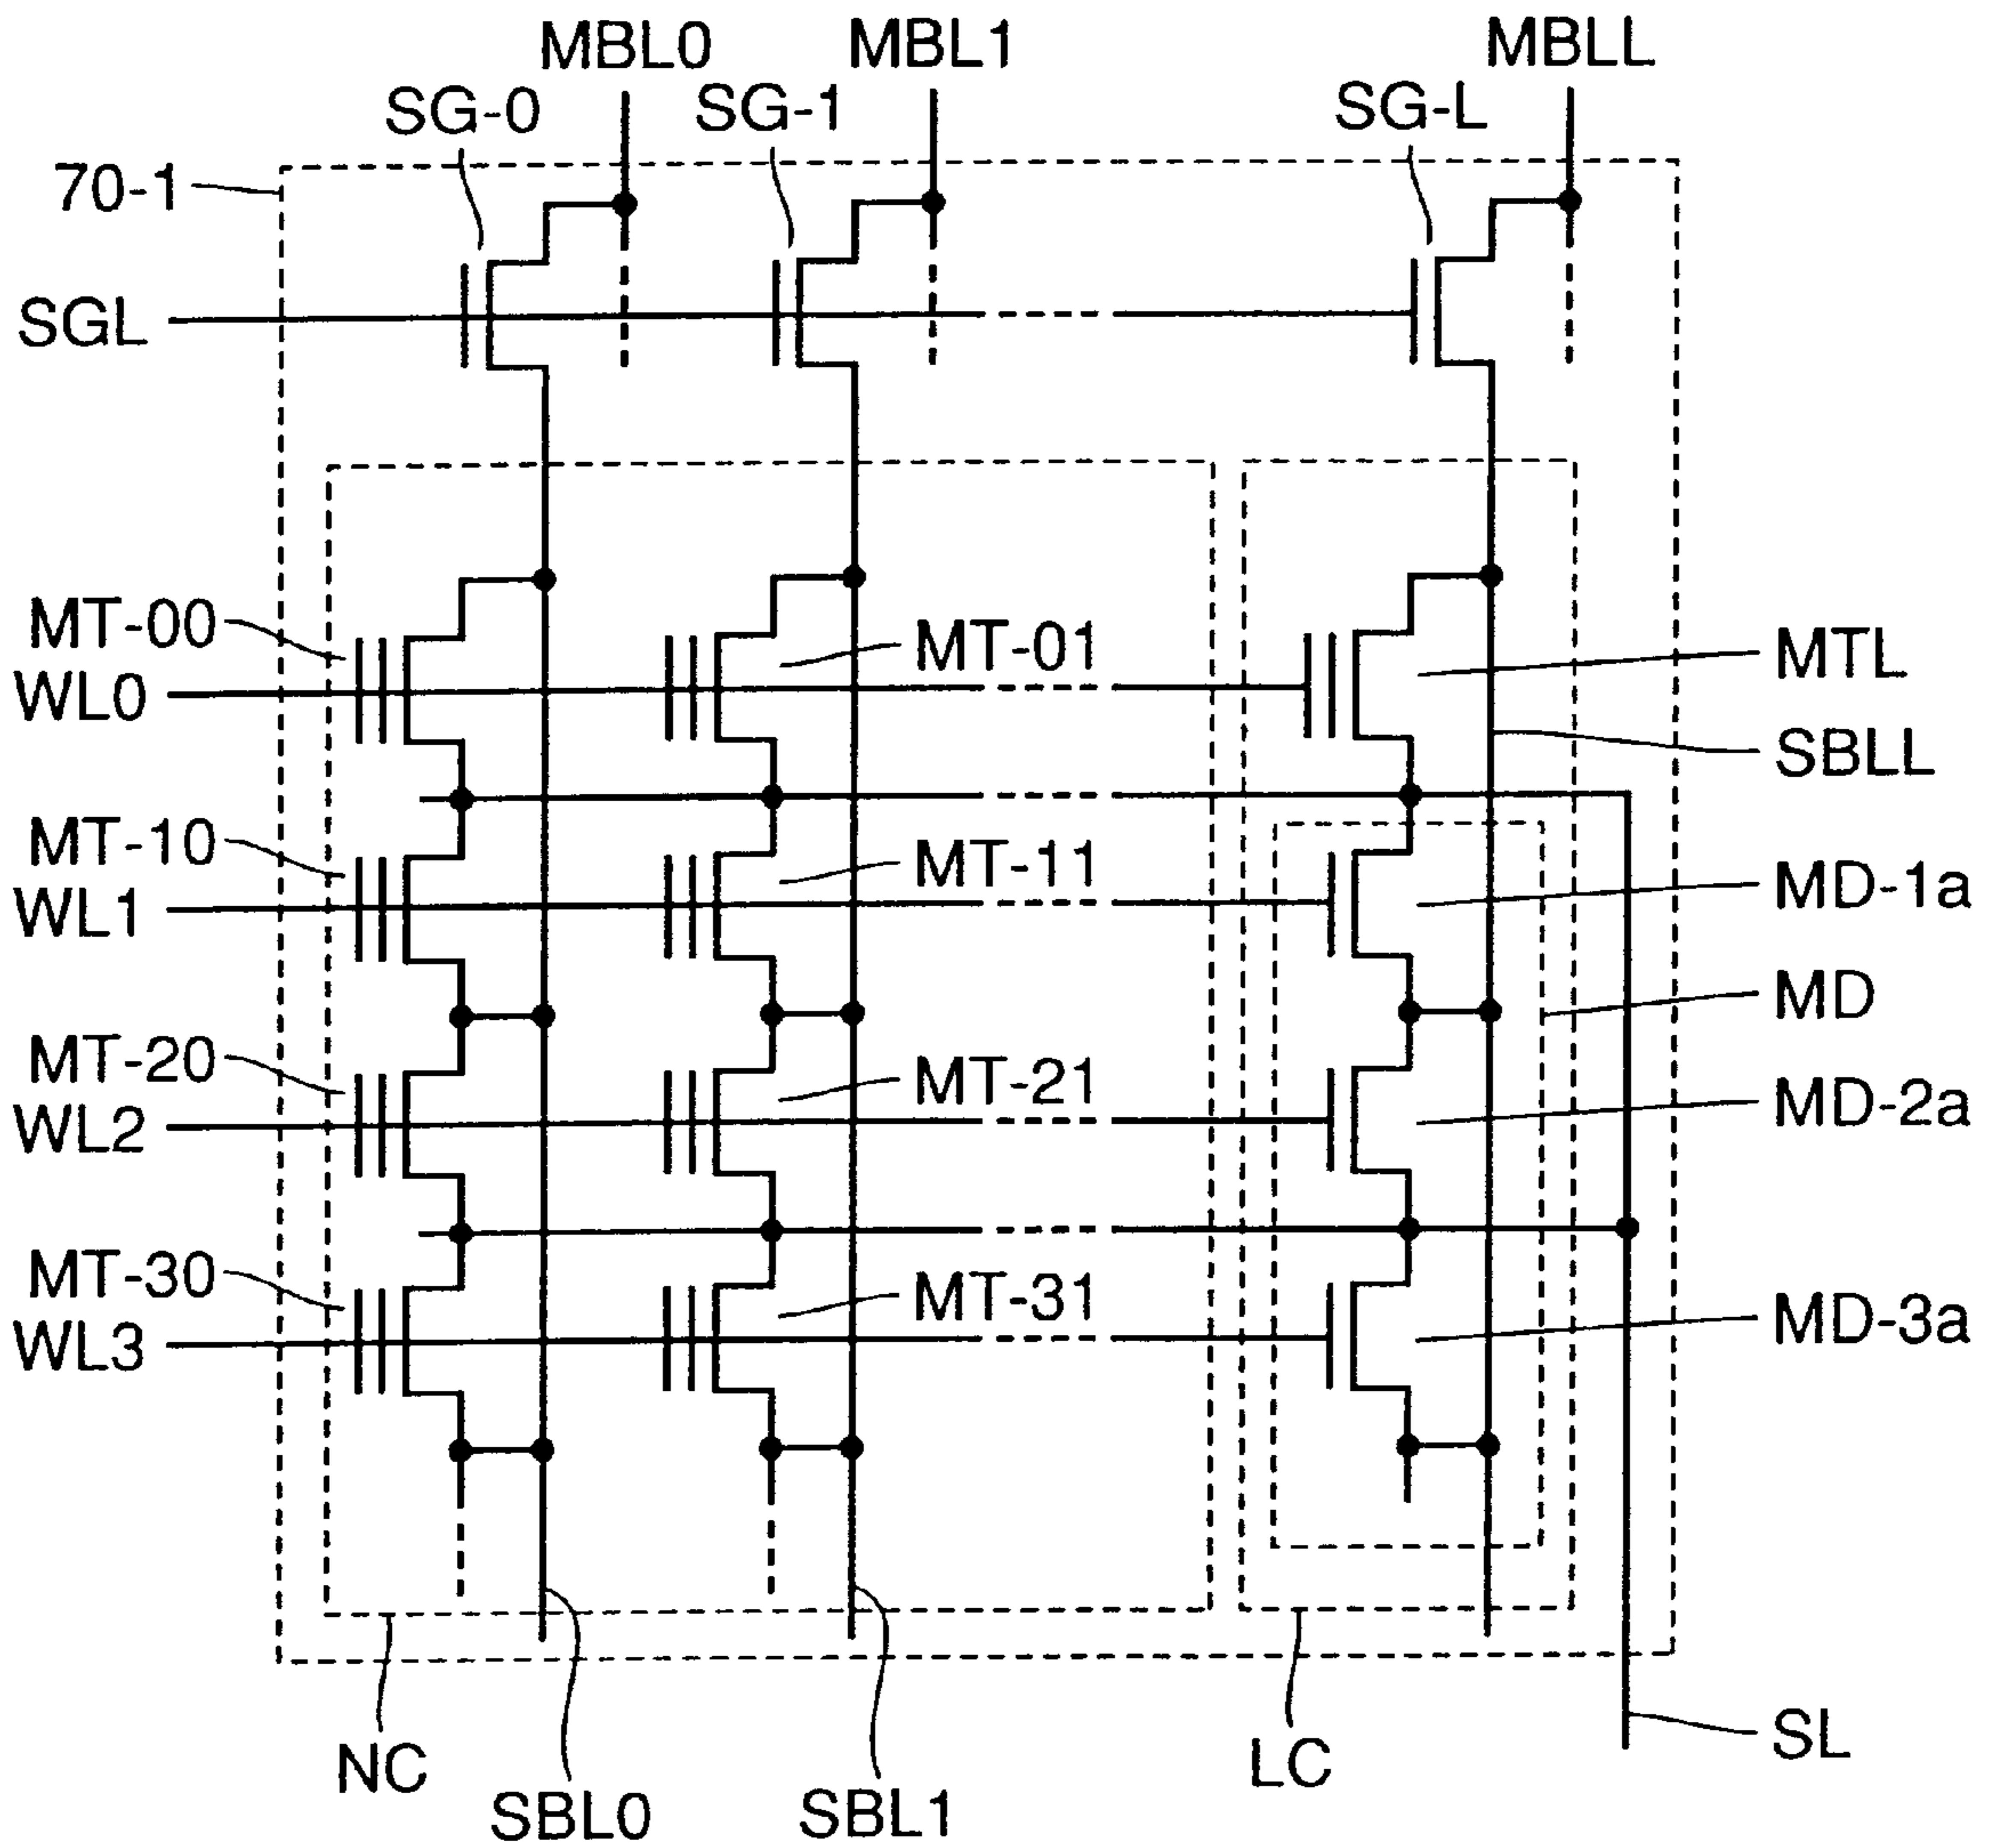 MBL0 MBL1 MBLL
SG-0 SG-1 SG-L
70-1
SGL
MT-00 MT-01 MTL
WL0
SBLL
MT-10 MT-11 MD-1a
WL1
MD
MT-20 MT-21 MD-2a
WL2
MT-30 MT-31 MD-3a
WL3
SL
NC LC
SBL0 SBL1